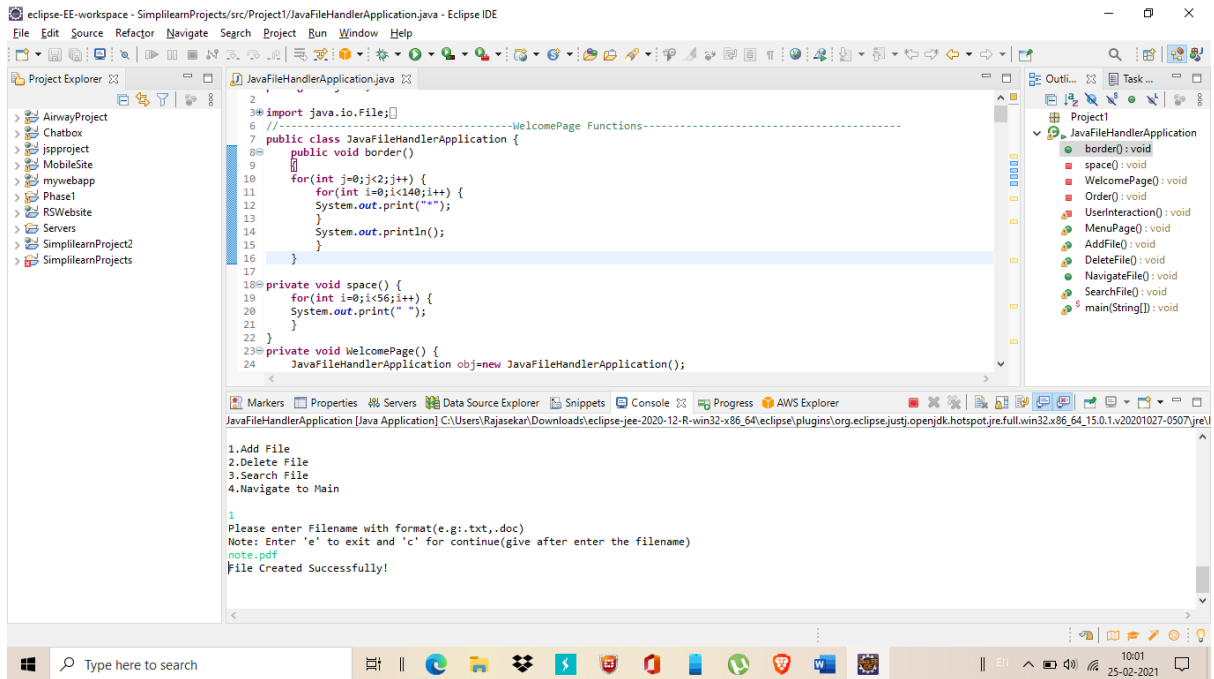 eclipse-EE-workspace - SimplilearnProjects/src/Project1/JavaFileHandlerApplication.java - Eclipse IDE
File Edit Source Refactor Navigate Search Project Run Window Help
Project Explorer
AirwayProject
Chatbox
jspproject
MobileSite
mywebapp
Phase1
RSWebsite
Servers
SimplilearnProject2
SimplilearnProjects
JavaFileHandlerApplication.java
2
3 import java.io.File;
6 //-----------------------------------WelcomePage Functions---------------------------------------
7 public class JavaFileHandlerApplication {
8 public void border()
9 {
10 for(int j=0;j<2;j++) {
11 for(int i=0;i<140;i++) {
12 System.out.print("*");
13 }
14 System.out.println();
15 }
16 }
17
18 private void space() {
19 for(int i=0;i<56;i++) {
20 System.out.print(" ");
21 }
22 }
23 private void WelcomePage() {
24 JavaFileHandlerApplication obj=new JavaFileHandlerApplication();
Outli... Task ...
Project1
JavaFileHandlerApplication
border() : void
space() : void
WelcomePage() : void
Order() : void
UserInteraction() : void
MenuPage() : void
AddFile() : void
DeleteFile() : void
NavigateFile() : void
SearchFile() : void
main(String[]) : void
Markers Properties Servers Data Source Explorer Snippets Console Progress AWS Explorer
JavaFileHandlerApplication [Java Application] C:\Users\Rajasekar\Downloads\eclipse-jee-2020-12-R-win32-x86_64\eclipse\plugins\org.eclipse.justj.openjdk.hotspot.jre.full.win32.x86_64_15.0.1.v20201027-0507\jre\
1.Add File
2.Delete File
3.Search File
4.Navigate to Main
1
Please enter Filename with format(e.g:.txt,.doc)
Note: Enter 'e' to exit and 'c' for continue(give after enter the filename)
note.pdf
File Created Successfully!
Type here to search
EN
10:01
25-02-2021